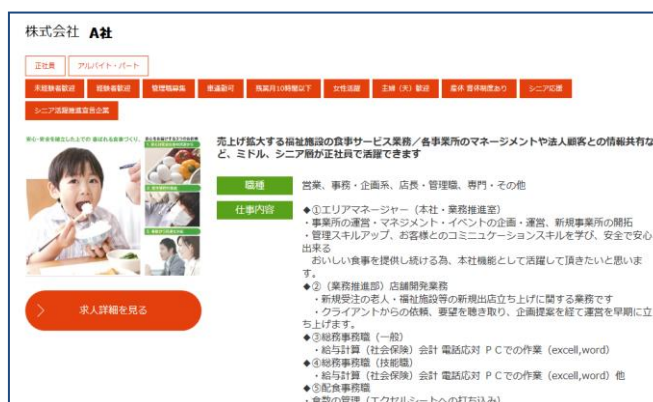 株式会社 A社
正社員 アルバイト・パート
未経験者歓迎 経験者歓迎 管理職募集 車通勤可 残業月10時間以下 女性活躍 主婦（夫）歓迎 産休 育休制度あり シニア応援
シニア活躍推進宣言企業
売上げ拡大する福祉施設の食事サービス業務／各事業所のマネージメントや法人顧客との情報共有な
ど、ミドル、シニア層が正社員で活躍できます
職種 営業、事務・企画系、店長・管理職、専門・その他
仕事内容 ◆①エリアマネージャー（本社・業務推進室）
・事業所の運営・マネジメント・イベントの企画・運営、新規事業所の開拓
・管理スキルアップ、お客様とのコミニュケーションスキルを学び、安全で安心
出来る
おいしい食事を提供し続ける為、本社機能として活躍して頂きたいと思いま
す。
◆②（業務推進部）店舗開発業務
・新規受注の老人・福祉施設等の新規出店立ち上げに関する業務です
・クライアントからの依頼、要望を聴き取り、企画提案を経て運営を早期に立
ち上げます。
◆③総務事務職（一般）
・給与計算（社会保険）会計 電話応対 ＰＣでの作業（excell,word）
◆④総務事務職（技能職）
・給与計算（社会保険）会計 電話応対 ＰＣでの作業（excell,word）他
◆⑤配食事務職
・食数の管理（エクセルシートへの打ち込み）
求人詳細を見る